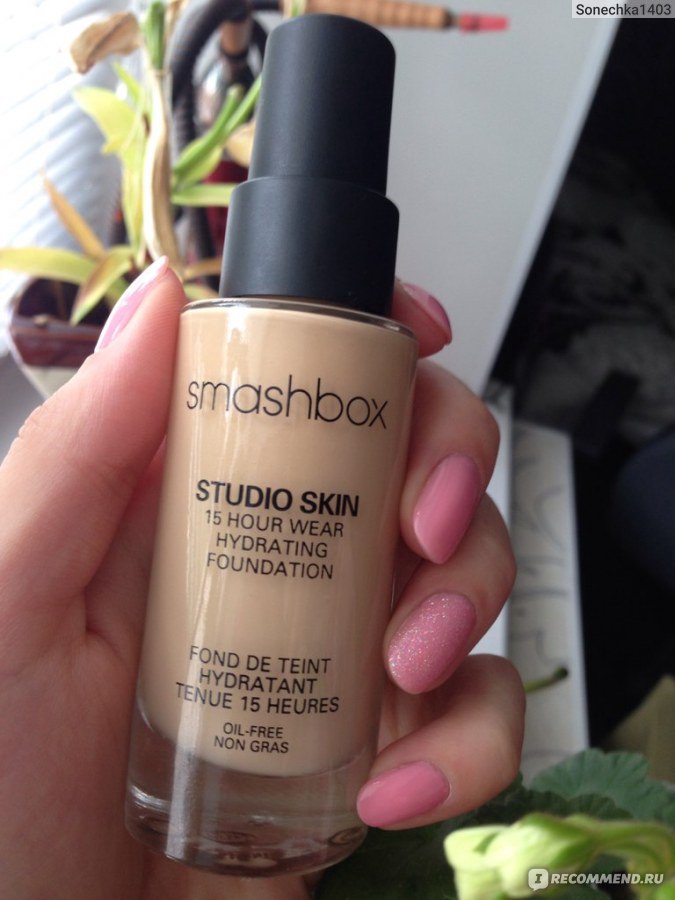 Sonechka1403
smashbox
STUDIO SKIN
15 HOUR WEAR
HYDRATING
FOUNDATION
FOND DE TEINT
HYDRATANT
TENUE 15 HEURES
OIL-FREE
NON GRAS
I RECOMMEND.RU